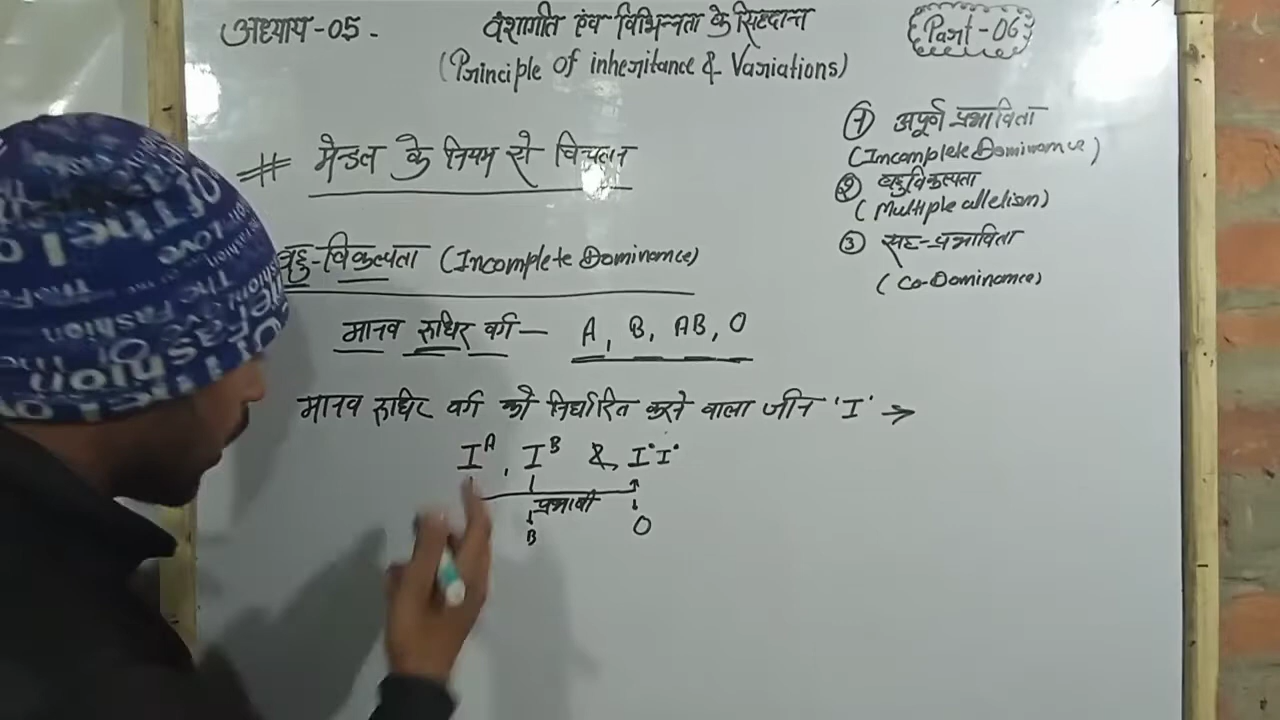 अध्याय-05.
वंशागति एंव विभिन्नता के सिद्दान्त
(Principle of inheritance & Variations)
Part-06
# मेन्डल के नियम से विचलन
① अपूर्ण प्रभाविता
(Incomplete Dominance)
② बहुविकल्पता
(Multiple allelism)
③ सह-प्रभाविता
(Co-Dominance)
बहु-विकल्पता (Incomplete Dominance)
मानव रुधिर वर्ग— A, B, AB, O
मानव रुधिर वर्ग को निर्धारित करने वाला जीन 'I' →
Iᴬ, Iᴮ & I°I°
प्रभावी
B O